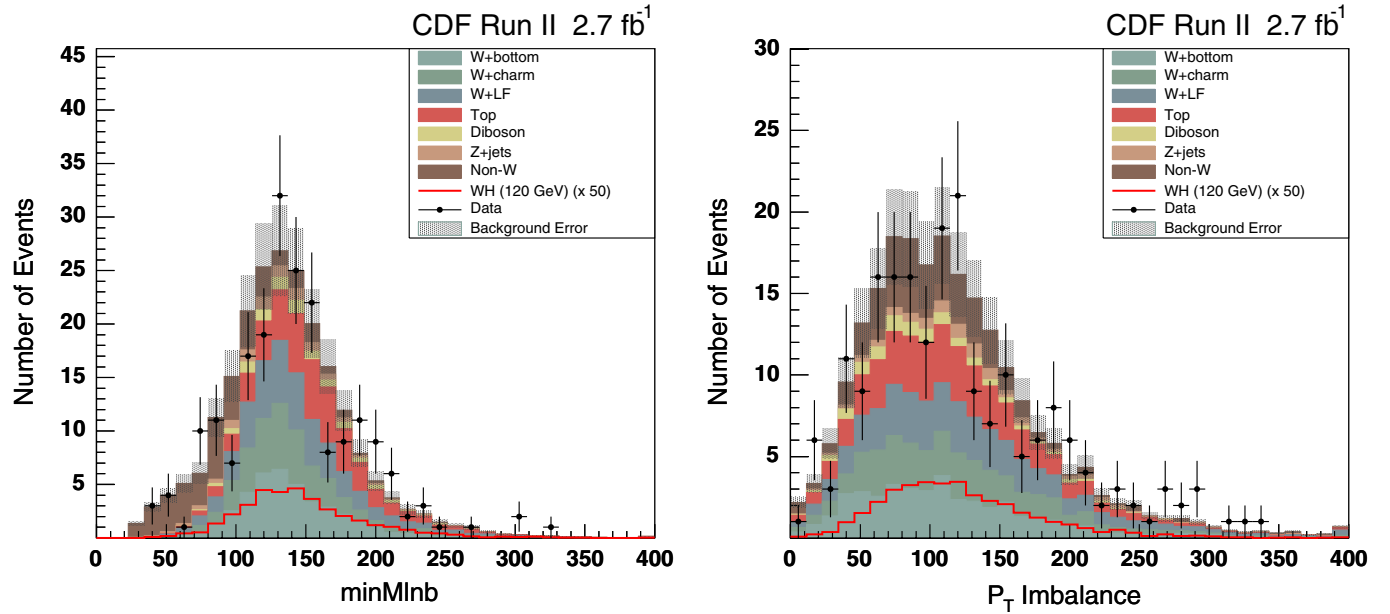 CDF Run II 2.7 fb-1
45
40
35
30
25
20
15
10
5
Number of Events
W+bottom
W+charm
W+LF
Top
Diboson
Z+jets
Non-W
WH (120 GeV) (x 50)
Data
Background Error
0 50 100 150 200 250 300 350 400
minMlnb
CDF Run II 2.7 fb-1
30
25
20
15
10
5
Number of Events
W+bottom
W+charm
W+LF
Top
Diboson
Z+jets
Non-W
WH (120 GeV) (x 50)
Data
Background Error
0 50 100 150 200 250 300 350 400
PT Imbalance